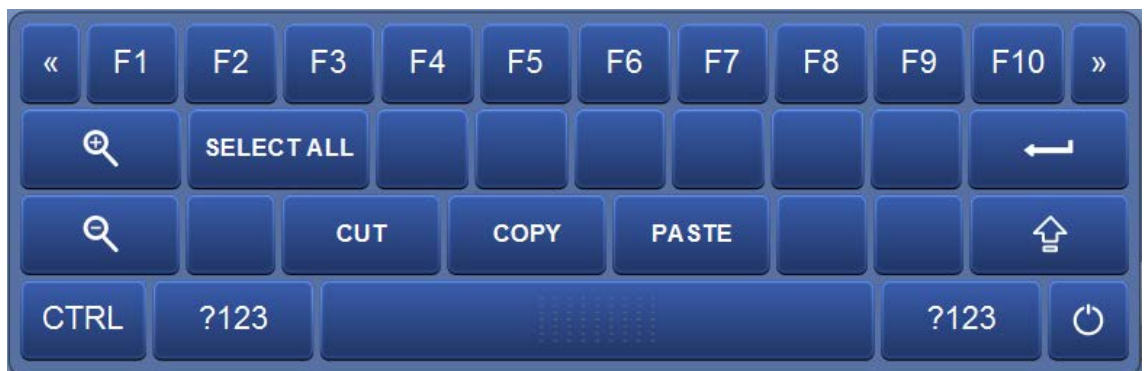 « F1 F2 F3 F4 F5 F6 F7 F8 F9 F10 »
SELECT ALL
CUT COPY PASTE
CTRL ?123 ?123